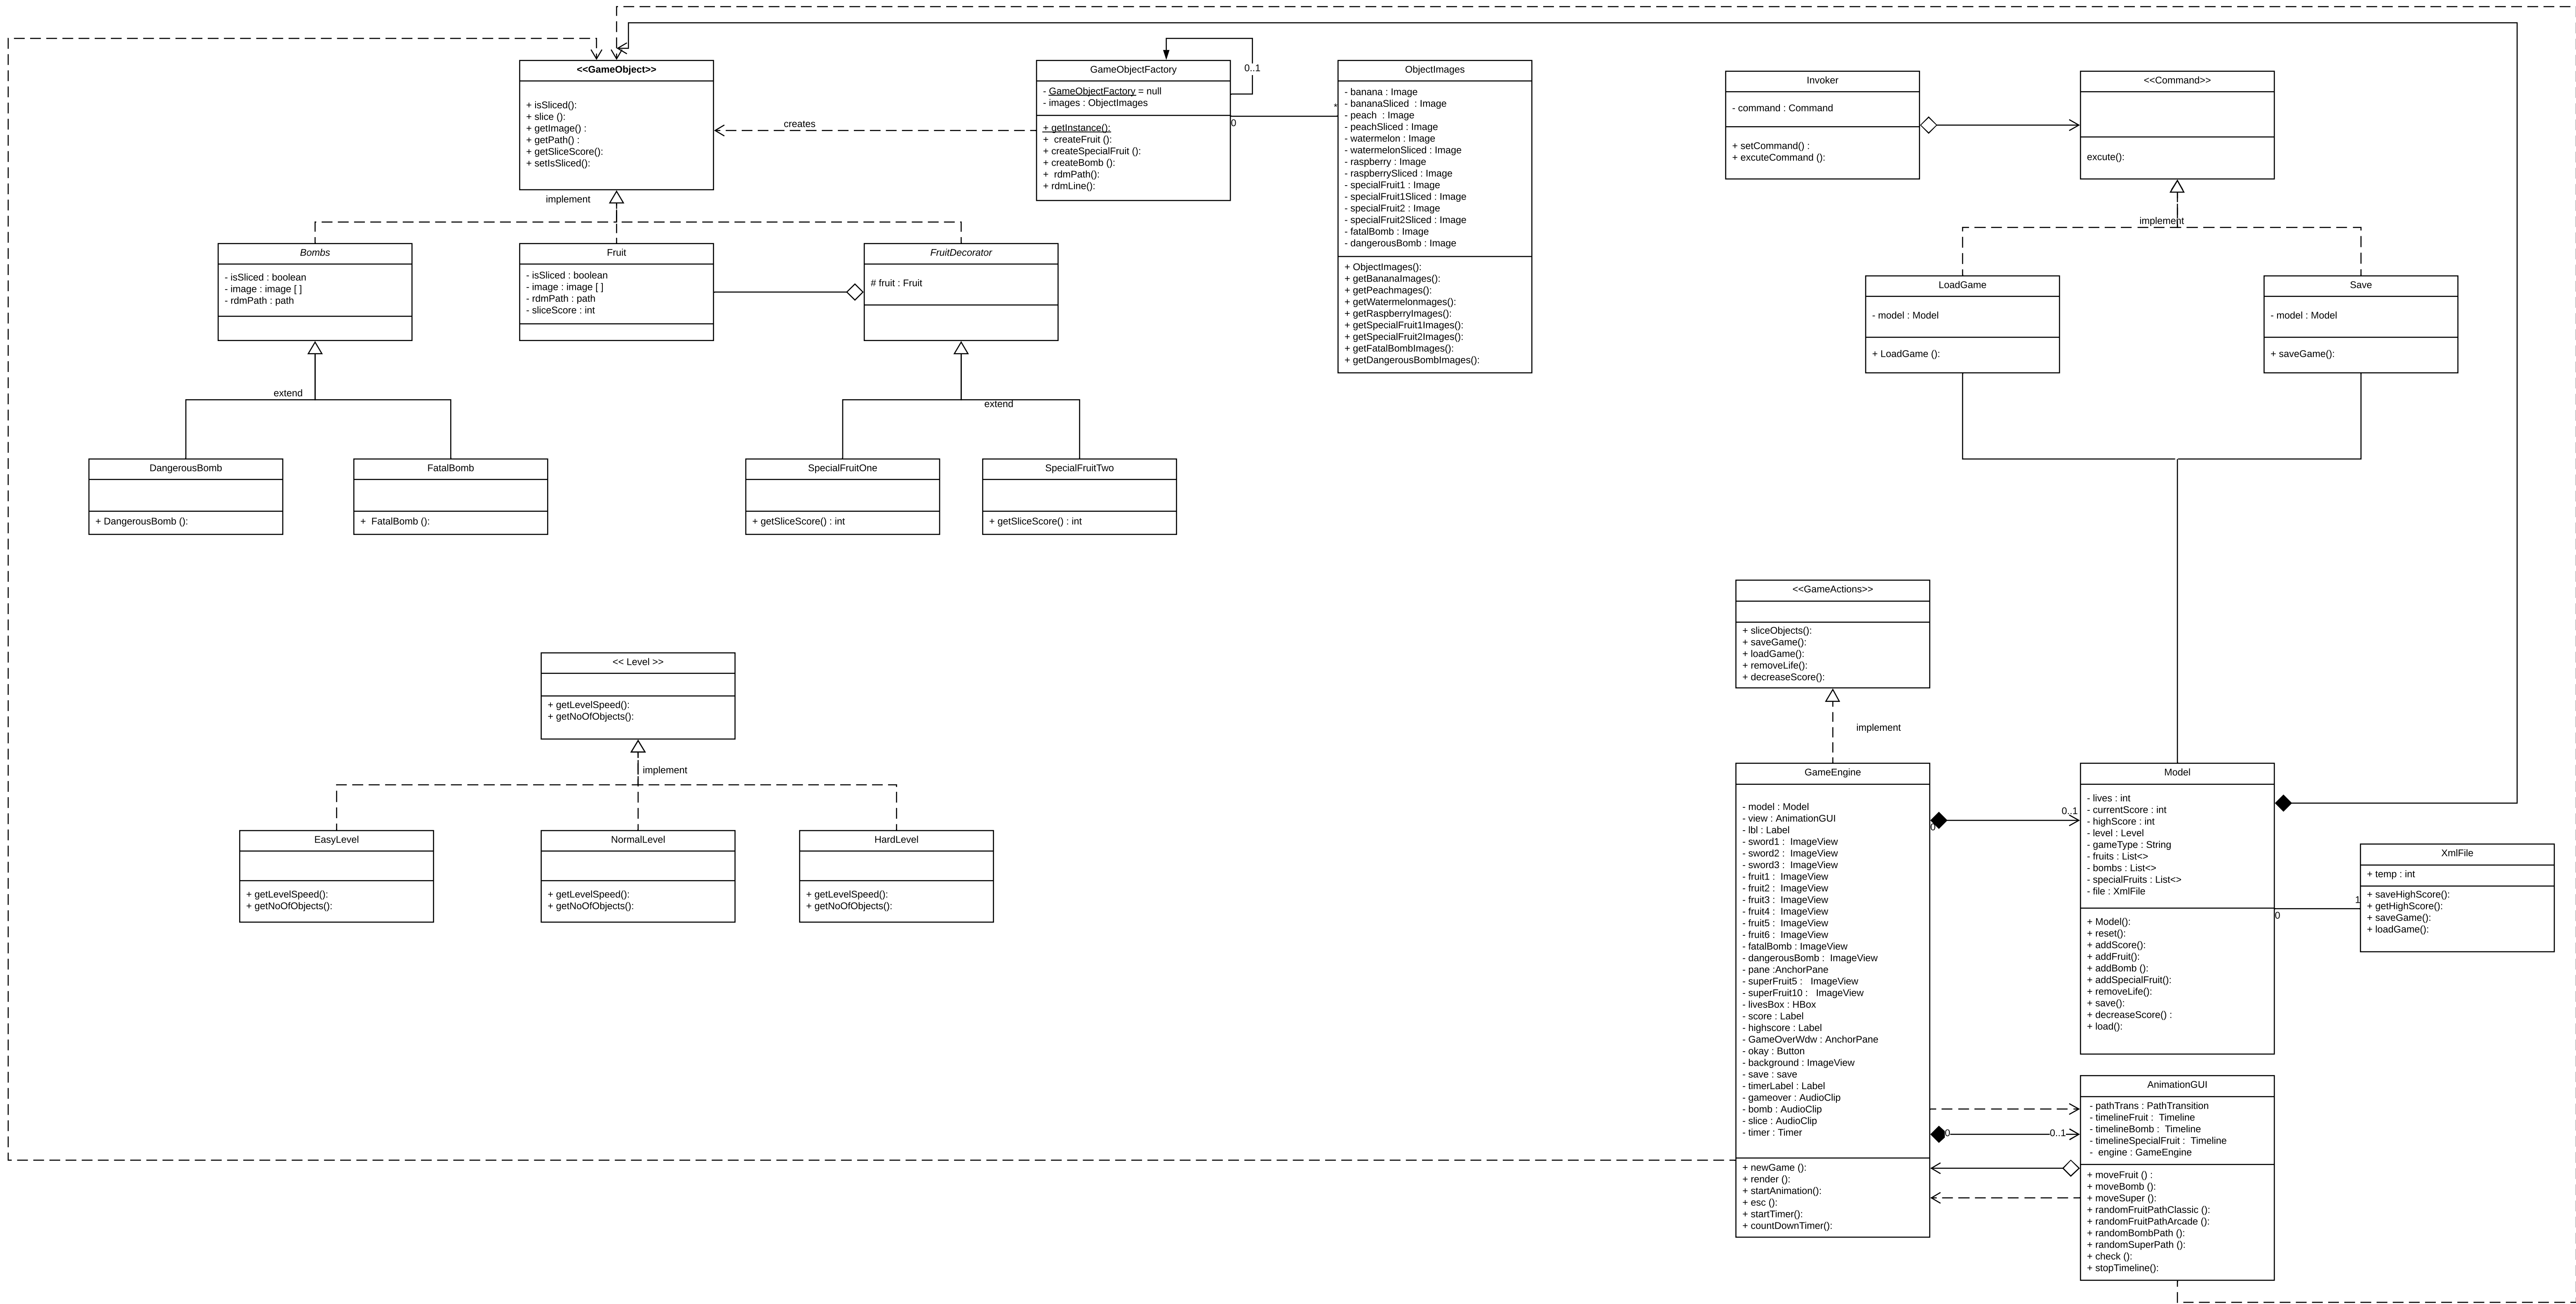 <<GameObject>>
+ isSliced():
+ slice ():
+ getImage() :
+ getPath() :
+ getSliceScore():
+ setIsSliced():
creates
GameObjectFactory
- GameObjectFactory = null
- images : ObjectImages
+ getInstance():
+  createFruit ():
+ createSpecialFruit ():
+ createBomb ():
+  rdmPath():
+ rdmLine():
0..1
0
*
ObjectImages
- banana : Image
- bananaSliced  : Image
- peach  : Image
- peachSliced : Image
- watermelon : Image
- watermelonSliced : Image
- raspberry : Image
- raspberrySliced : Image
- specialFruit1 : Image
- specialFruit1Sliced : Image
- specialFruit2 : Image
- specialFruit2Sliced : Image
- fatalBomb : Image
- dangerousBomb : Image
+ ObjectImages():
+ getBananaImages():
+ getPeachmages():
+ getWatermelonmages():
+ getRaspberryImages():
+ getSpecialFruit1Images():
+ getSpecialFruit2Images():
+ getFatalBombImages():
+ getDangerousBombImages():
Invoker
- command : Command
+ setCommand() :
+ excuteCommand ():
<<Command>>
excute():
implement
LoadGame
- model : Model
+ LoadGame ():
Save
- model : Model
+ saveGame():
implement
Bombs
- isSliced : boolean
- image : image [ ]
- rdmPath : path
Fruit
- isSliced : boolean
- image : image [ ]
- rdmPath : path
- sliceScore : int
FruitDecorator
# fruit : Fruit
extend
extend
DangerousBomb
+ DangerousBomb ():
FatalBomb
+  FatalBomb ():
SpecialFruitOne
+ getSliceScore() : int
SpecialFruitTwo
+ getSliceScore() : int
<< Level >>
+ getLevelSpeed():
+ getNoOfObjects():
implement
EasyLevel
+ getLevelSpeed():
+ getNoOfObjects():
NormalLevel
+ getLevelSpeed():
+ getNoOfObjects():
HardLevel
+ getLevelSpeed():
+ getNoOfObjects():
<<GameActions>>
+ sliceObjects():
+ saveGame():
+ loadGame():
+ removeLife():
+ decreaseScore():
implement
GameEngine
- model : Model
- view : AnimationGUI
- lbl : Label
- sword1 :  ImageView
- sword2 :  ImageView
- sword3 :  ImageView
- fruit1 :  ImageView
- fruit2 :  ImageView
- fruit3 :  ImageView
- fruit4 :  ImageView
- fruit5 :  ImageView
- fruit6 :  ImageView
- fatalBomb : ImageView
- dangerousBomb :  ImageView
- pane :AnchorPane
- superFruit5 :   ImageView
- superFruit10 :   ImageView
- livesBox : HBox
- score : Label
- highscore : Label
- GameOverWdw : AnchorPane
- okay : Button
- background : ImageView
- save : save
- timerLabel : Label
- gameover : AudioClip
- bomb : AudioClip
- slice : AudioClip
- timer : Timer
+ newGame ():
+ render ():
+ startAnimation():
+ esc ():
+ startTimer():
+ countDownTimer():
0
0..1
Model
- lives : int
- currentScore : int
- highScore : int
- level : Level
- gameType : String
- fruits : List<>
- bombs : List<>
- specialFruits : List<>
- file : XmlFile
+ Model():
+ reset():
+ addScore():
+ addFruit():
+ addBomb ():
+ addSpecialFruit():
+ removeLife():
+ save():
+ decreaseScore() :
+ load():
0
1
XmlFile
+ temp : int
+ saveHighScore():
+ getHighScore():
+ saveGame():
+ loadGame():
0
0..1
AnimationGUI
- pathTrans : PathTransition
- timelineFruit :  Timeline
- timelineBomb :  Timeline
- timelineSpecialFruit :  Timeline
-  engine : GameEngine
+ moveFruit () :
+ moveBomb ():
+ moveSuper ():
+ randomFruitPathClassic ():
+ randomFruitPathArcade ():
+ randomBombPath ():
+ randomSuperPath ():
+ check ():
+ stopTimeline():